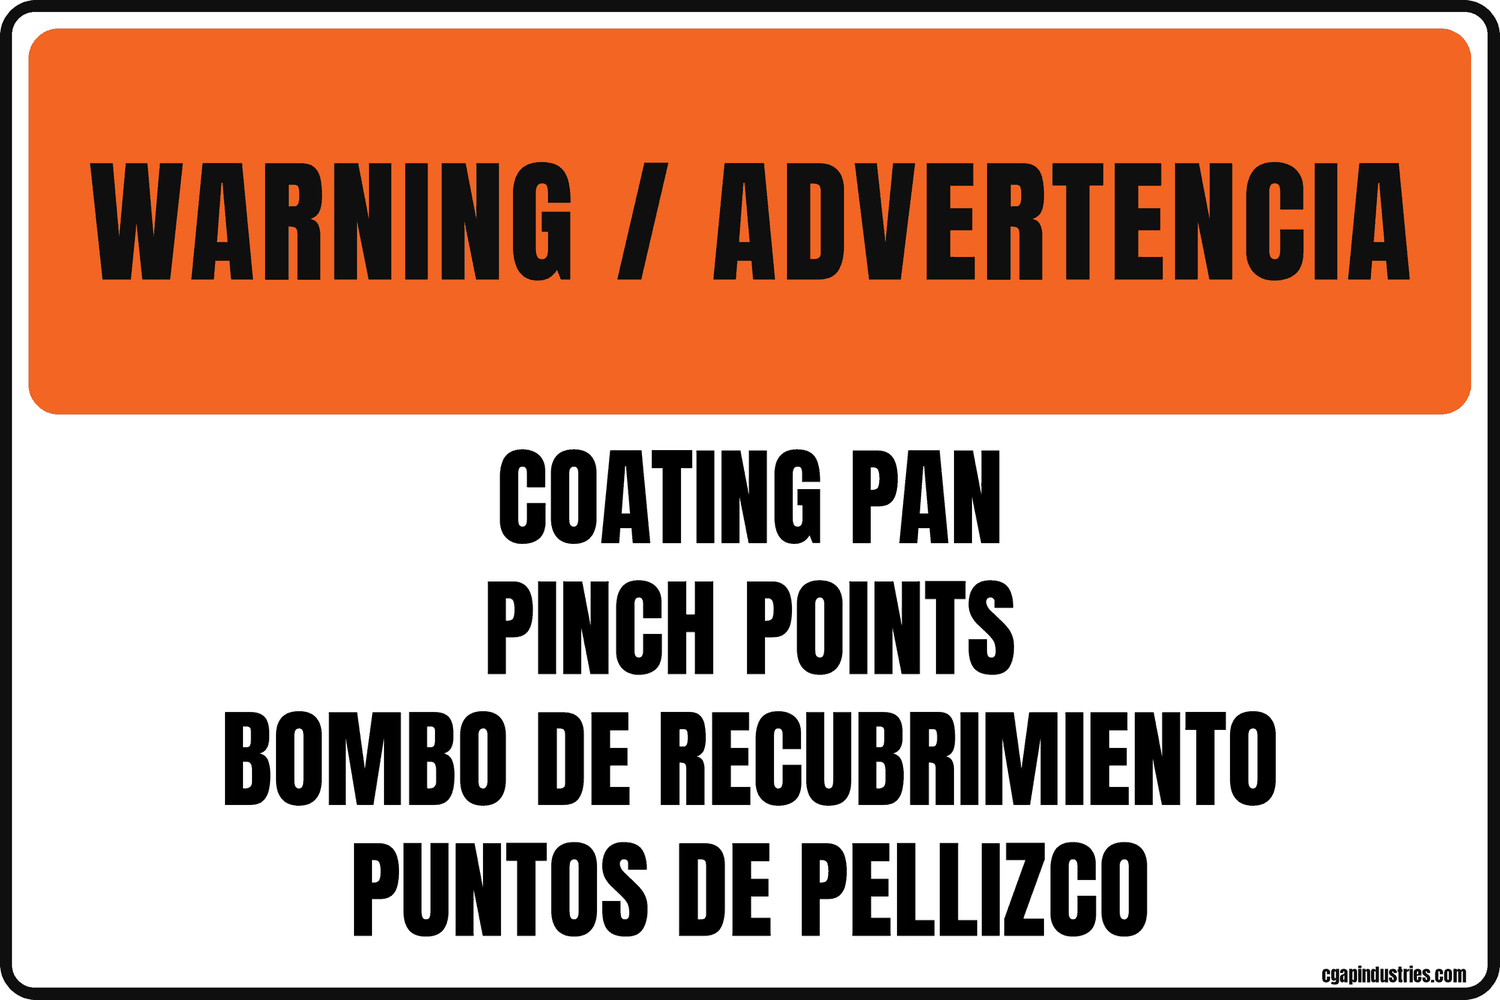 WARNING / ADVERTENCIA
COATING PAN
PINCH POINTS
BOMBO DE RECUBRIMIENTO
PUNTOS DE PELLIZCO
cgapindustries.com